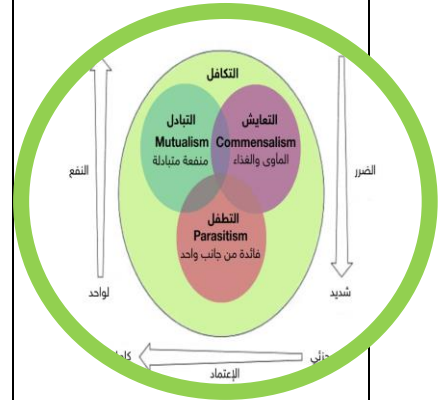 التكافل
التبادل
Mutualism
منفعة متبادلة
التعايش
Commensalism
المأوى والغذاء
التطفل
Parasitism
فائدة من جانب واحد
النفع
لواحد
الضرر
شديد
الإعتماد